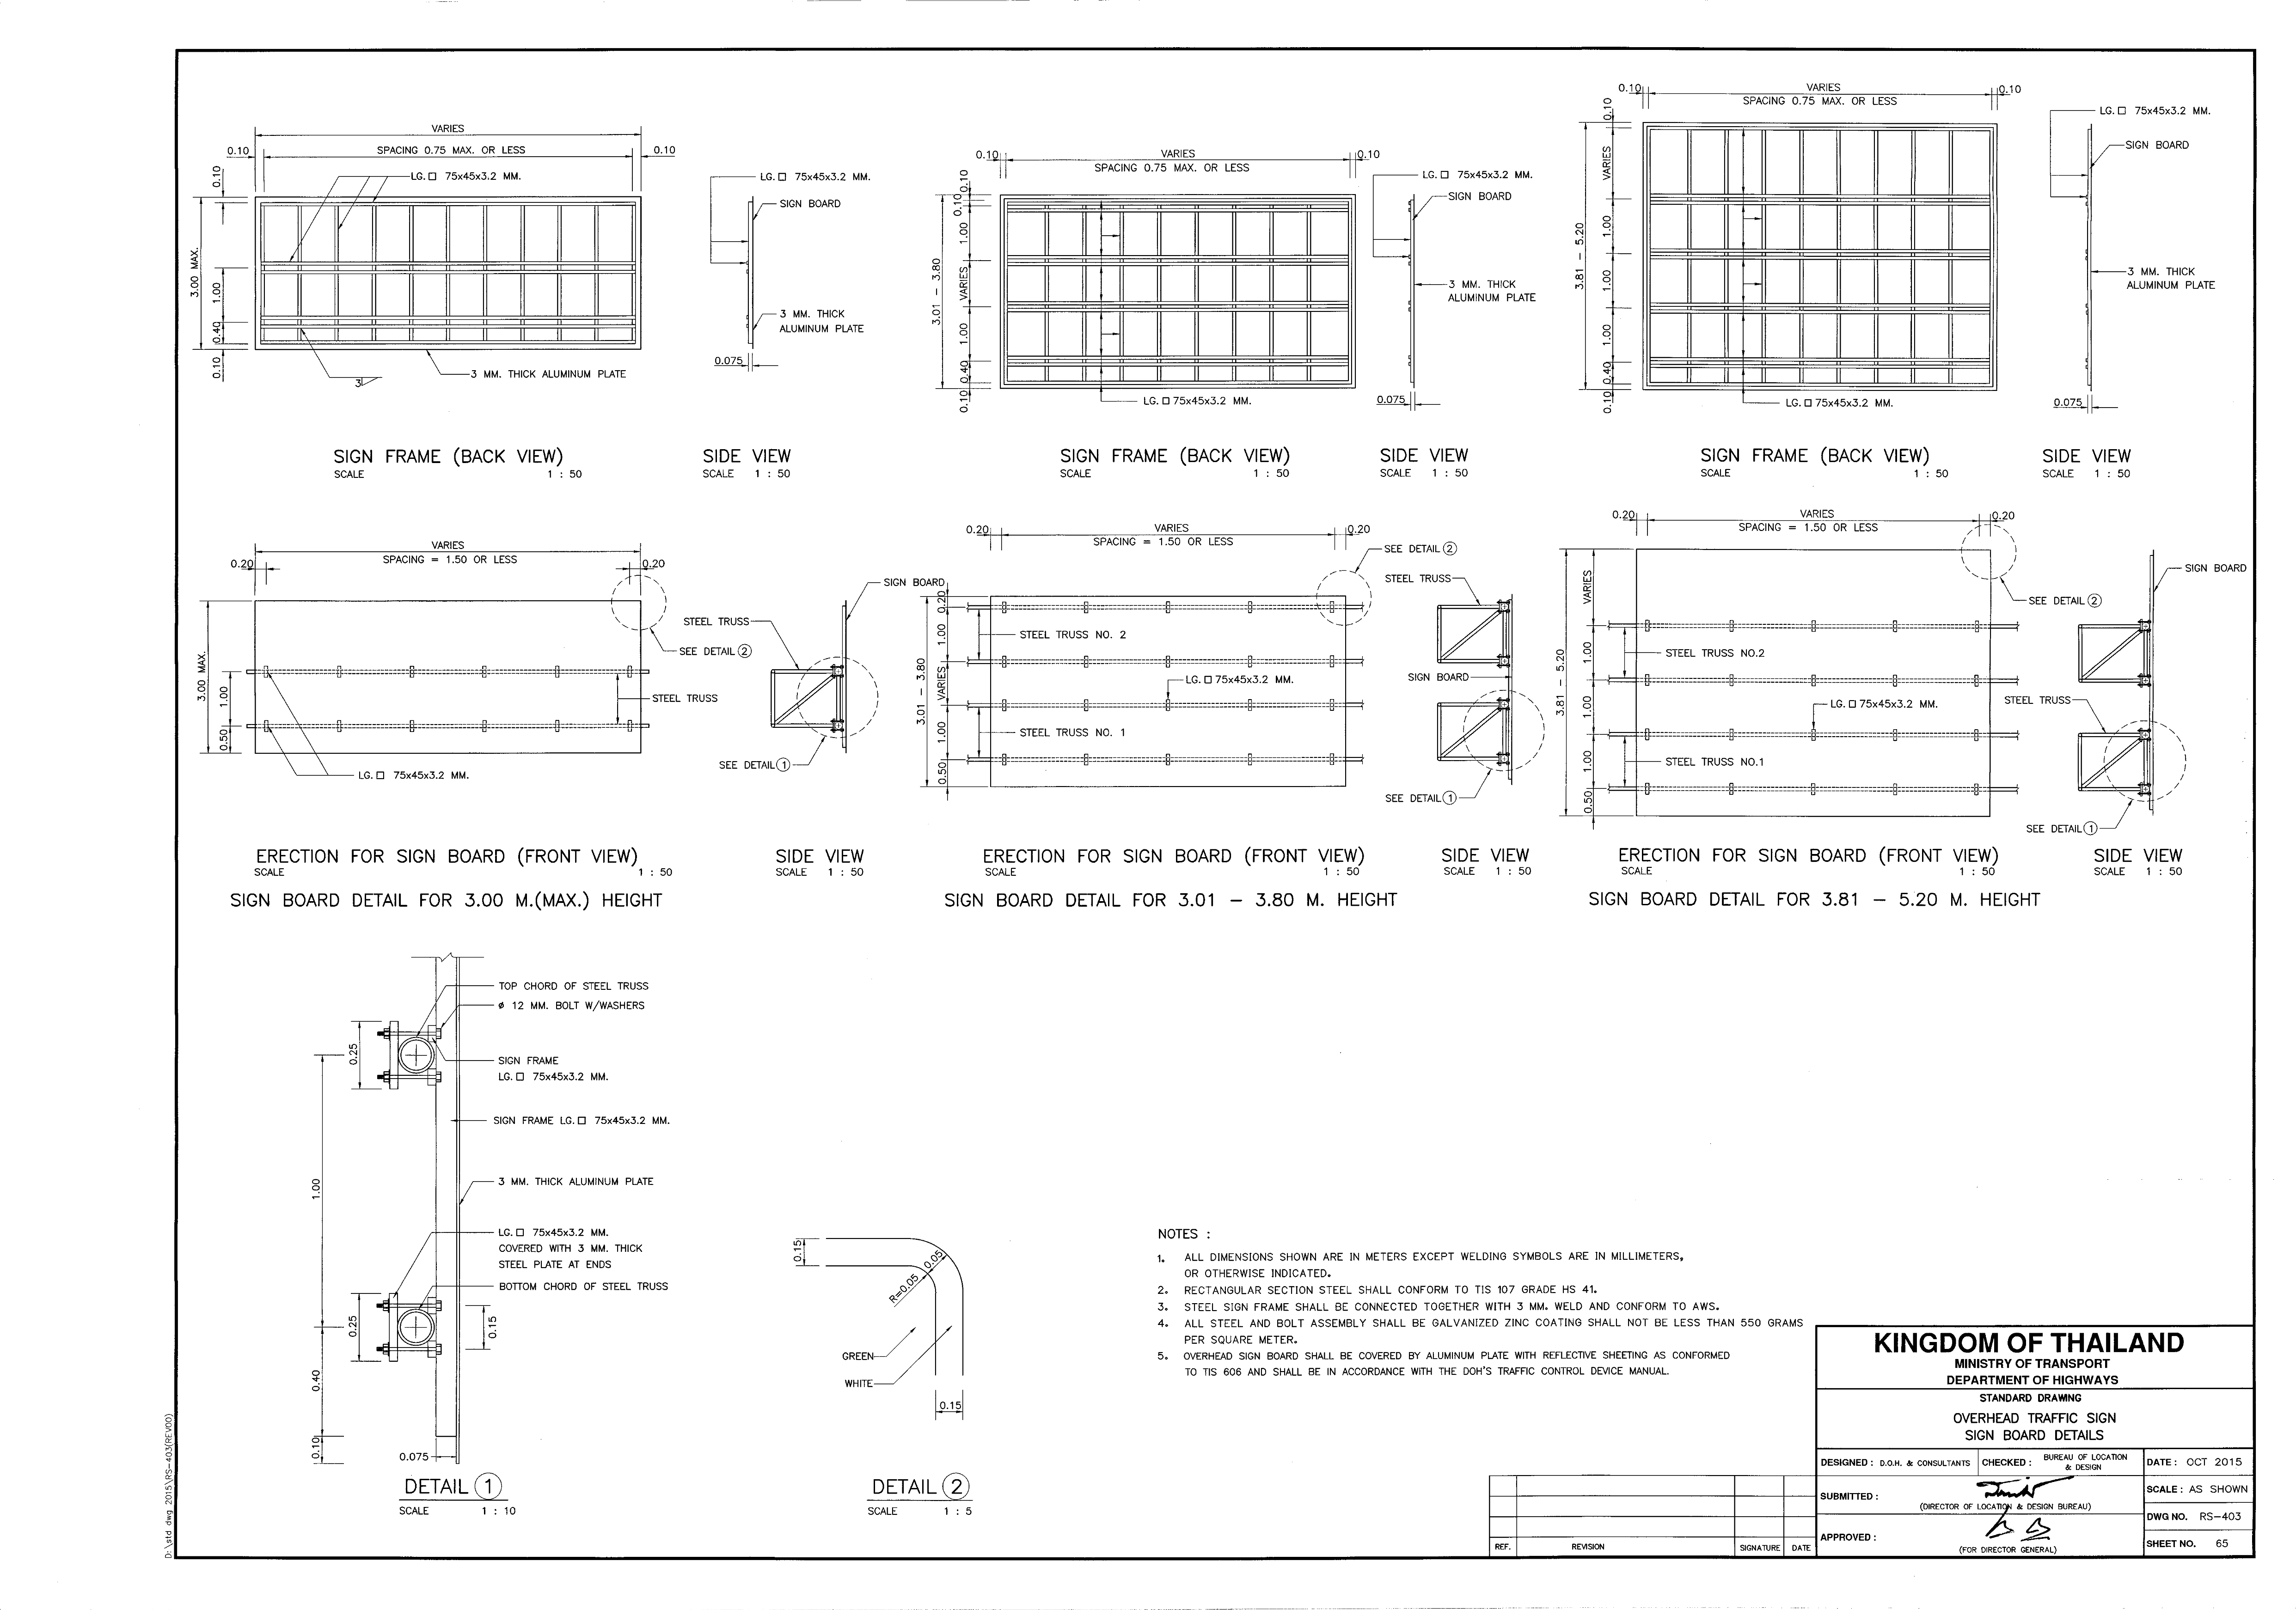 0.10
VARIES
SPACING 0.75 MAX. OR LESS
0.10
0.10
LG.□ 75x45x3.2 MM.
3.00 MAX.
1.00
0.40
0.10
3
3 MM. THICK ALUMINUM PLATE
LG.□ 75x45x3.2 MM.
SIGN BOARD
3 MM. THICK
ALUMINUM PLATE
0.075
SIGN FRAME (BACK VIEW)
SCALE 1 : 50
SIDE VIEW
SCALE 1 : 50
0.10
VARIES
SPACING 0.75 MAX. OR LESS
0.10
0.10
0.10
1.00
VARIES
1.00
0.40
0.10
3.01 – 3.80
LG.□ 75x45x3.2 MM.
LG.□ 75x45x3.2 MM.
SIGN BOARD
3 MM. THICK
ALUMINUM PLATE
0.075
SIGN FRAME (BACK VIEW)
SCALE 1 : 50
SIDE VIEW
SCALE 1 : 50
0.10
VARIES
SPACING 0.75 MAX. OR LESS
0.10
0.10
VARIES
1.00
1.00
1.00
0.40
0.10
3.81 – 5.20
LG.□ 75x45x3.2 MM.
LG.□ 75x45x3.2 MM.
SIGN BOARD
3 MM. THICK
ALUMINUM PLATE
0.075
SIGN FRAME (BACK VIEW)
SCALE 1 : 50
SIDE VIEW
SCALE 1 : 50
0.20
VARIES
SPACING = 1.50 OR LESS
0.20
3.00 MAX.
1.00
0.50
STEEL TRUSS
SEE DETAIL ②
STEEL TRUSS
LG.□ 75x45x3.2 MM.
SIGN BOARD
SEE DETAIL ①
ERECTION FOR SIGN BOARD (FRONT VIEW)
SCALE 1 : 50
SIDE VIEW
SCALE 1 : 50
SIGN BOARD DETAIL FOR 3.00 M.(MAX.) HEIGHT
0.20
VARIES
SPACING = 1.50 OR LESS
0.20
SEE DETAIL ②
STEEL TRUSS
0.20
1.00
VARIES
1.00
0.50
3.01 – 3.80
STEEL TRUSS NO. 2
LG.□ 75x45x3.2 MM.
STEEL TRUSS NO. 1
SIGN BOARD
SEE DETAIL ①
ERECTION FOR SIGN BOARD (FRONT VIEW)
SCALE 1 : 50
SIDE VIEW
SCALE 1 : 50
SIGN BOARD DETAIL FOR 3.01 – 3.80 M. HEIGHT
0.20
VARIES
SPACING = 1.50 OR LESS
0.20
SIGN BOARD
SEE DETAIL ②
VARIES
1.00
1.00
1.00
0.50
3.81 – 5.20
STEEL TRUSS NO.2
LG.□ 75x45x3.2 MM.
STEEL TRUSS NO.1
STEEL TRUSS
SEE DETAIL ①
ERECTION FOR SIGN BOARD (FRONT VIEW)
SCALE 1 : 50
SIDE VIEW
SCALE 1 : 50
SIGN BOARD DETAIL FOR 3.81 – 5.20 M. HEIGHT
TOP CHORD OF STEEL TRUSS
ø 12 MM. BOLT W/WASHERS
0.25
SIGN FRAME
LG.□ 75x45x3.2 MM.
SIGN FRAME LG.□ 75x45x3.2 MM.
1.00
3 MM. THICK ALUMINUM PLATE
LG.□ 75x45x3.2 MM.
COVERED WITH 3 MM. THICK
STEEL PLATE AT ENDS
BOTTOM CHORD OF STEEL TRUSS
0.25
0.15
0.40
0.10
0.075
DETAIL ①
SCALE 1 : 10
0.15
0.05
R=0.05
GREEN
WHITE
0.15
DETAIL ②
SCALE 1 : 5
NOTES :
1. ALL DIMENSIONS SHOWN ARE IN METERS EXCEPT WELDING SYMBOLS ARE IN MILLIMETERS,
OR OTHERWISE INDICATED.
2. RECTANGULAR SECTION STEEL SHALL CONFORM TO TIS 107 GRADE HS 41.
3. STEEL SIGN FRAME SHALL BE CONNECTED TOGETHER WITH 3 MM. WELD AND CONFORM TO AWS.
4. ALL STEEL AND BOLT ASSEMBLY SHALL BE GALVANIZED ZINC COATING SHALL NOT BE LESS THAN 550 GRAMS
PER SQUARE METER.
5. OVERHEAD SIGN BOARD SHALL BE COVERED BY ALUMINUM PLATE WITH REFLECTIVE SHEETING AS CONFORMED
TO TIS 606 AND SHALL BE IN ACCORDANCE WITH THE DOH'S TRAFFIC CONTROL DEVICE MANUAL.
KINGDOM OF THAILAND
MINISTRY OF TRANSPORT
DEPARTMENT OF HIGHWAYS
STANDARD DRAWING
OVERHEAD TRAFFIC SIGN
SIGN BOARD DETAILS
DESIGNED : D.O.H. & CONSULTANTS
CHECKED : BUREAU OF LOCATION
& DESIGN
DATE : OCT 2015
SUBMITTED :
(DIRECTOR OF LOCATION & DESIGN BUREAU)
SCALE : AS SHOWN
DWG NO. RS-403
APPROVED :
(FOR DIRECTOR GENERAL)
SHEET NO. 65
REF. REVISION SIGNATURE DATE
D:\std dwg 2015\RS-403(REV00)